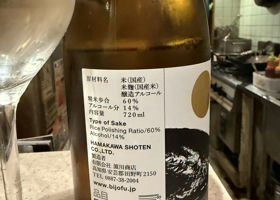 原材料名 米(国産)
米麹(国産米)
醸造アルコール
精米歩合 60%
アルコール分 14%
内容量 720ml
Type of Sake
Rice Polishing Ratio/60%
Alcohol/14%
HAMAKAWA SHOTEN
CO.,LTD.
製造者
有限会社 濵川商店
高知県安芸郡田野町2150
TEL. 0887-38-2004
www.bijofu.jp
品目